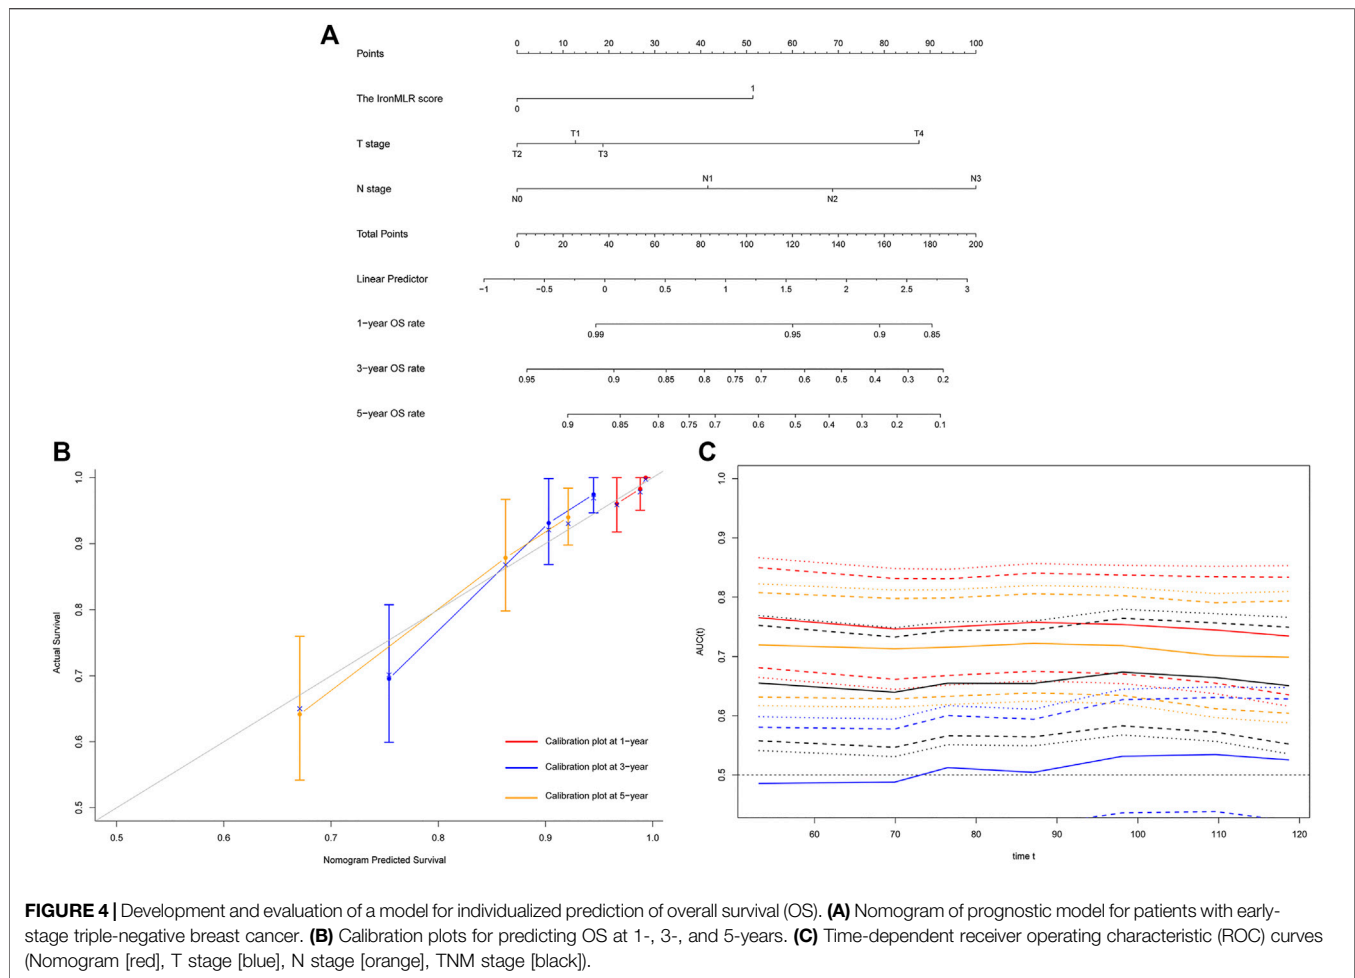 A
Points
0 10 20 30 40 50 60 70 80 90 100
The IronMLR score
1
0
T stage
T1 T4
T2 T3
N stage
N1 N3
N0 N2
Total Points
0 20 40 60 80 100 120 140 160 180 200
Linear Predictor
−1 −0.5 0 0.5 1 1.5 2 2.5 3
1−year OS rate
0.99 0.95 0.9 0.85
3−year OS rate
0.95 0.9 0.85 0.8 0.75 0.7 0.6 0.5 0.4 0.3 0.2
5−year OS rate
0.9 0.85 0.8 0.75 0.7 0.6 0.5 0.4 0.3 0.2 0.1
B
Actual Survival
1.0
0.9
0.8
0.7
0.6
0.5
Calibration plot at 1-year
Calibration plot at 3-year
Calibration plot at 5-year
0.5 0.6 0.7 0.8 0.9 1.0
Nomogram Predicted Survival
C
AUC(t)
1.0
0.9
0.8
0.7
0.6
0.5
60 70 80 90 100 110 120
time t
FIGURE 4 | Development and evaluation of a model for individualized prediction of overall survival (OS). (A) Nomogram of prognostic model for patients with early-
stage triple-negative breast cancer. (B) Calibration plots for predicting OS at 1-, 3-, and 5-years. (C) Time-dependent receiver operating characteristic (ROC) curves
(Nomogram [red], T stage [blue], N stage [orange], TNM stage [black]).